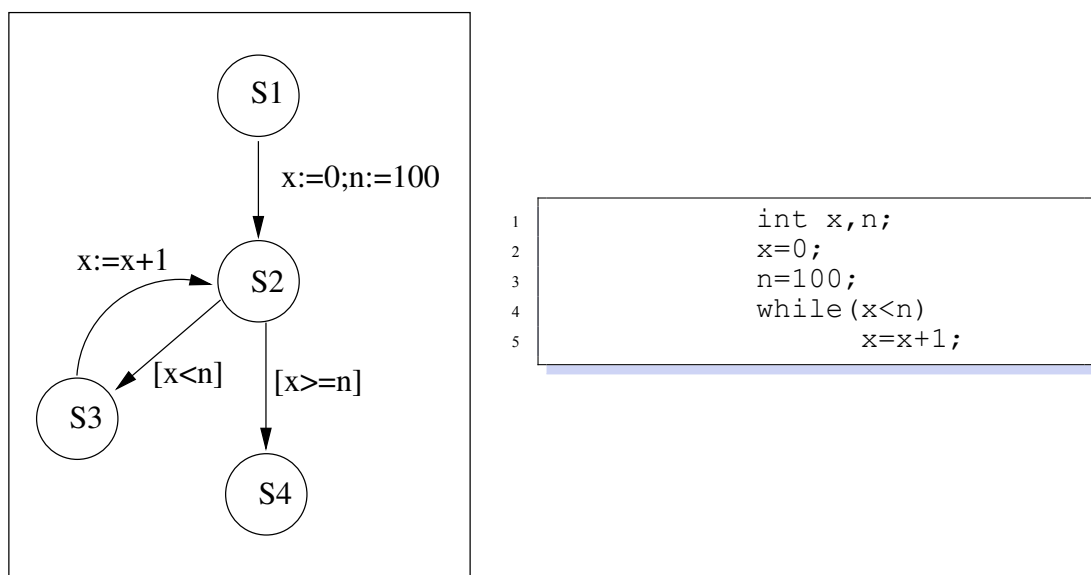 S1
x:=0;n:=100
x:=x+1
S2
[x<n]
[x>=n]
S3
S4
1 int x,n;
2 x=0;
3 n=100;
4 while(x<n)
5 x=x+1;